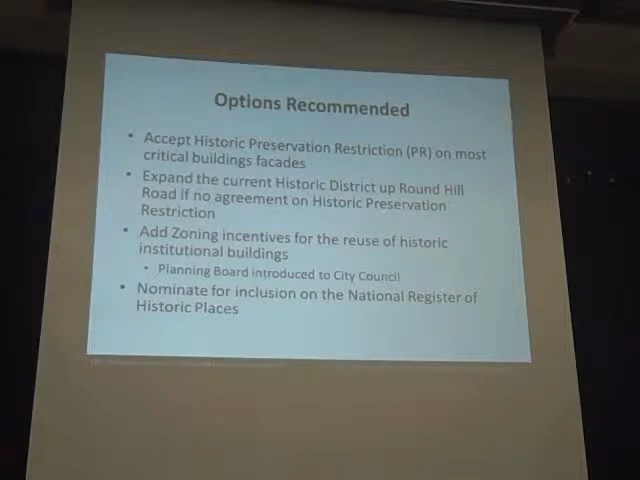 Options Recommended
• Accept Historic Preservation Restriction (PR) on most
critical buildings facades
• Expand the current Historic District up Round Hill
Road if no agreement on Historic Preservation
Restriction
• Add Zoning incentives for the reuse of historic
institutional buildings
• Planning Board introduced to City Council
• Nominate for inclusion on the National Register of
Historic Places